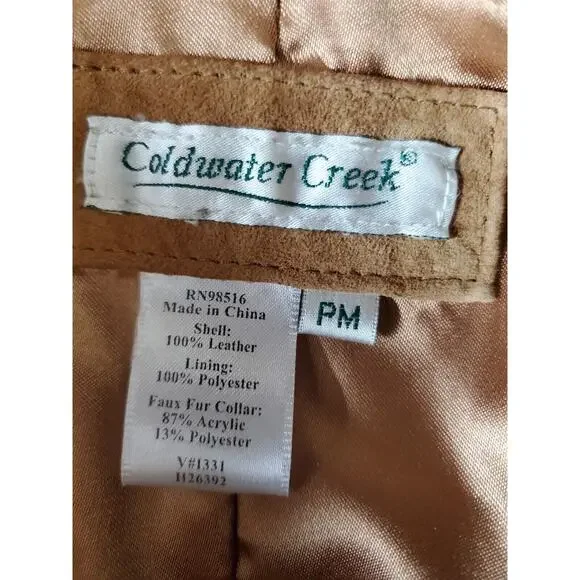 Coldwater Creek®
RN98516
Made in China
Shell:
100% Leather
Lining:
100% Polyester
Faux Fur Collar:
87% Acrylic
13% Polyester
V#1331
H26392
PM